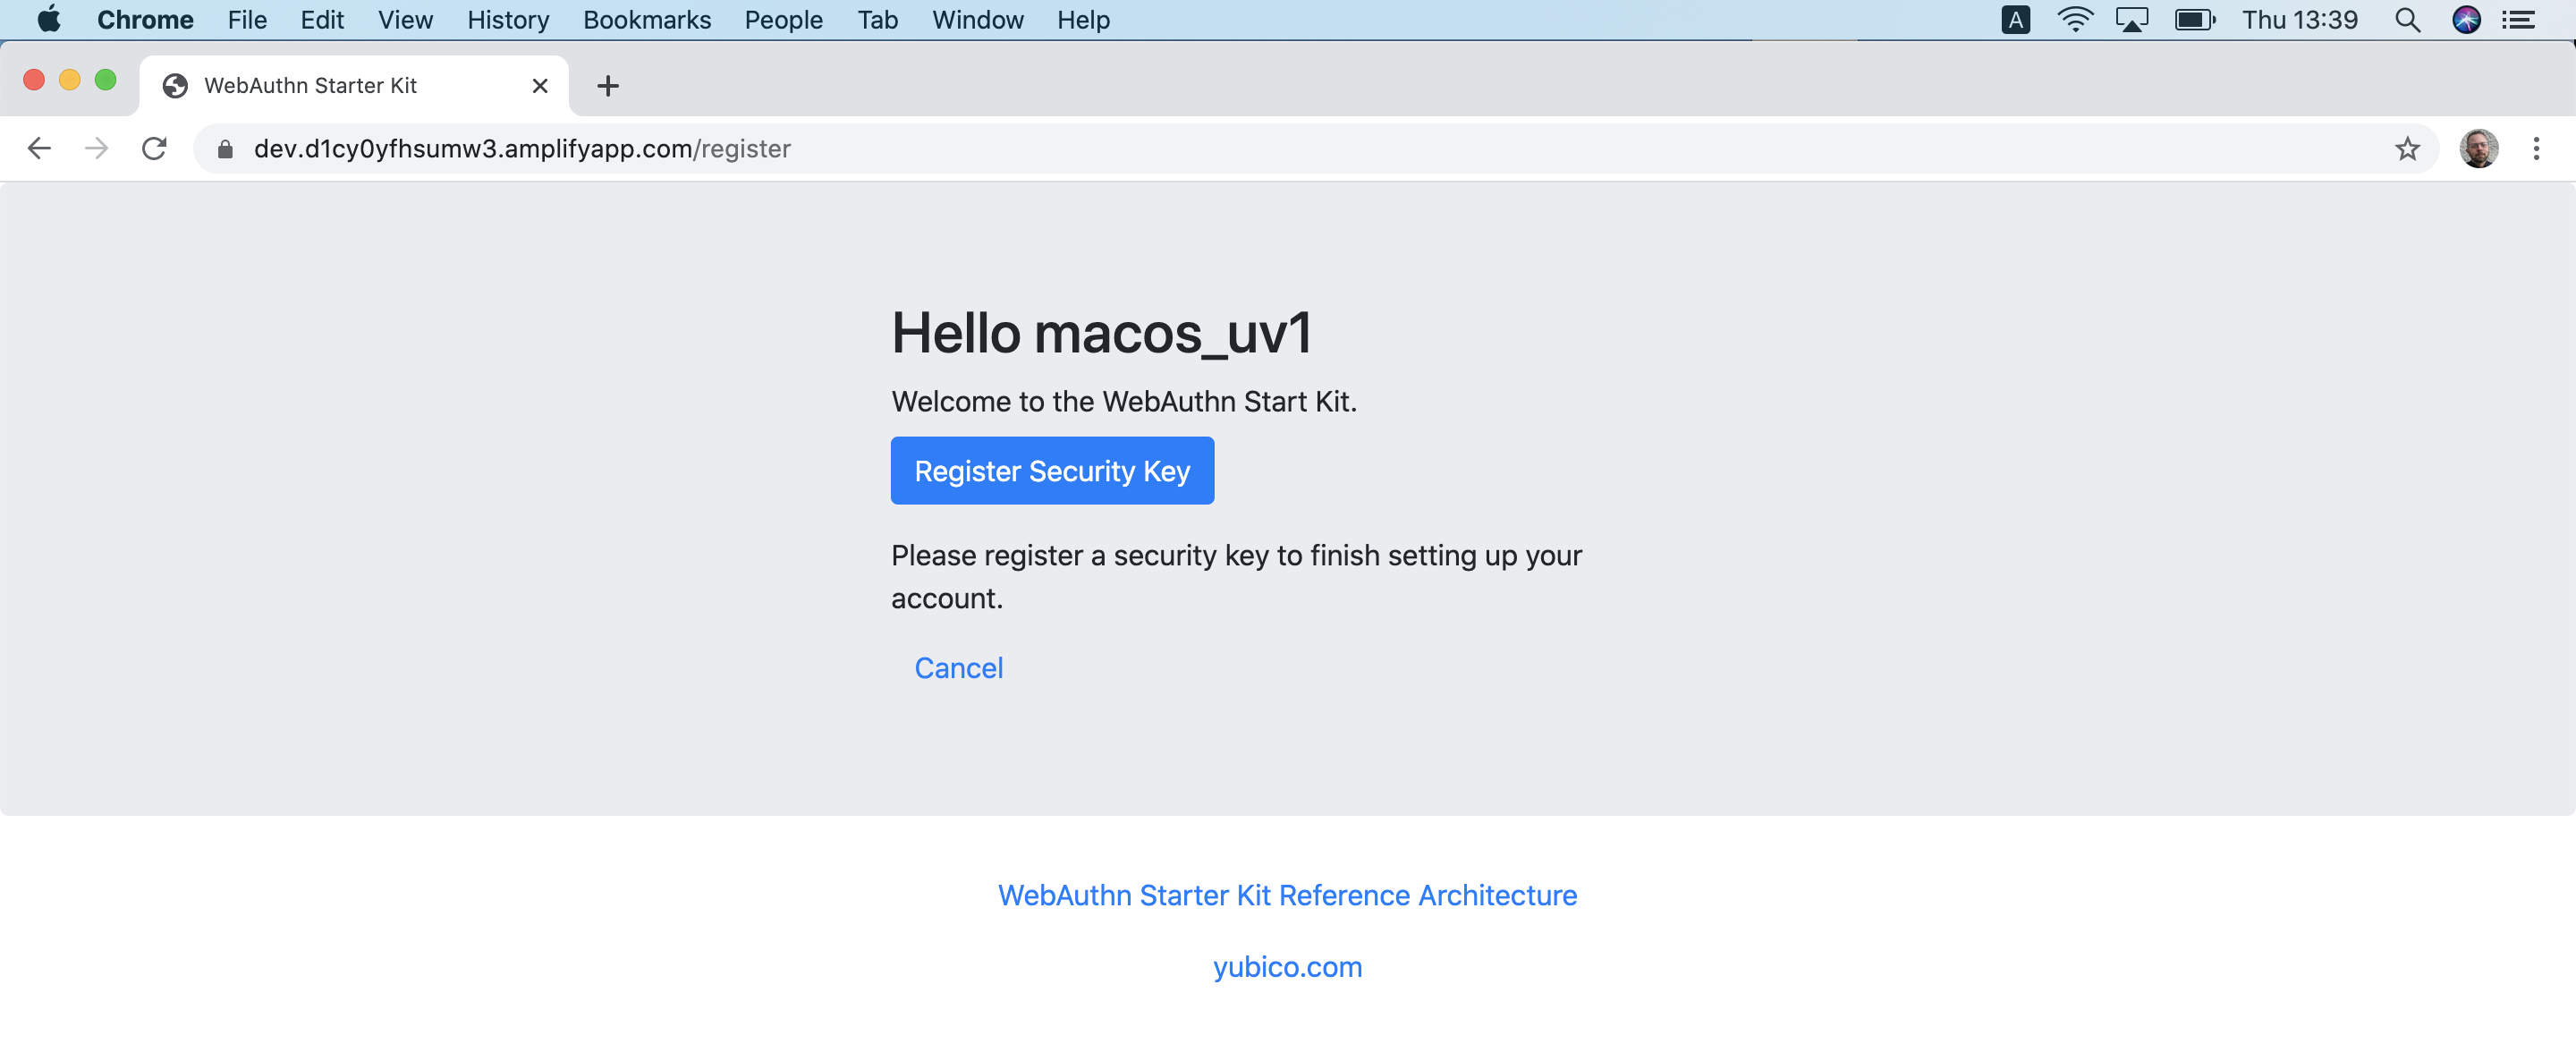 Chrome File Edit View History Bookmarks People Tab Window Help A Thu 13:39
WebAuthn Starter Kit
dev.d1cy0yfhsumw3.amplifyapp.com/register
Hello macos_uv1
Welcome to the WebAuthn Start Kit.
Register Security Key
Please register a security key to finish setting up your
account.
Cancel
WebAuthn Starter Kit Reference Architecture
yubico.com